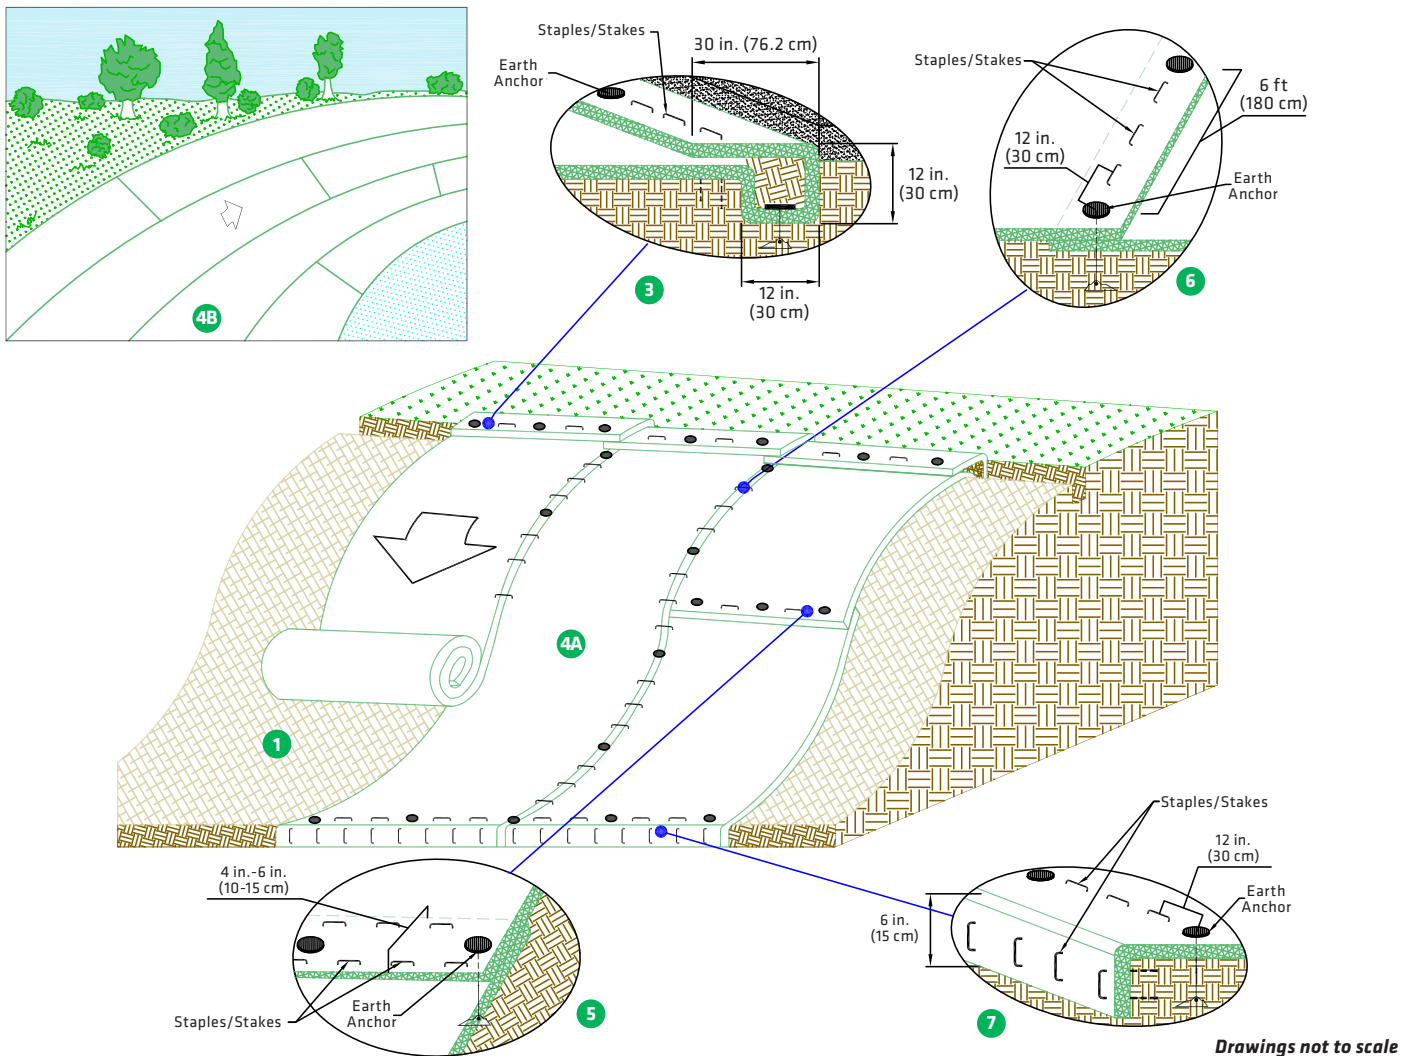 Staples/Stakes
30 in. (76.2 cm)
Earth
Anchor
12 in.
(30 cm)
12 in.
(30 cm)
3
Staples/Stakes
6 ft
(180 cm)
12 in.
(30 cm)
Earth
Anchor
6
4B
4A
1
4 in.-6 in.
(10-15 cm)
Earth
Anchor
Staples/Stakes
5
Staples/Stakes
12 in.
(30 cm)
6 in.
(15 cm)
Earth
Anchor
7
Drawings not to scale